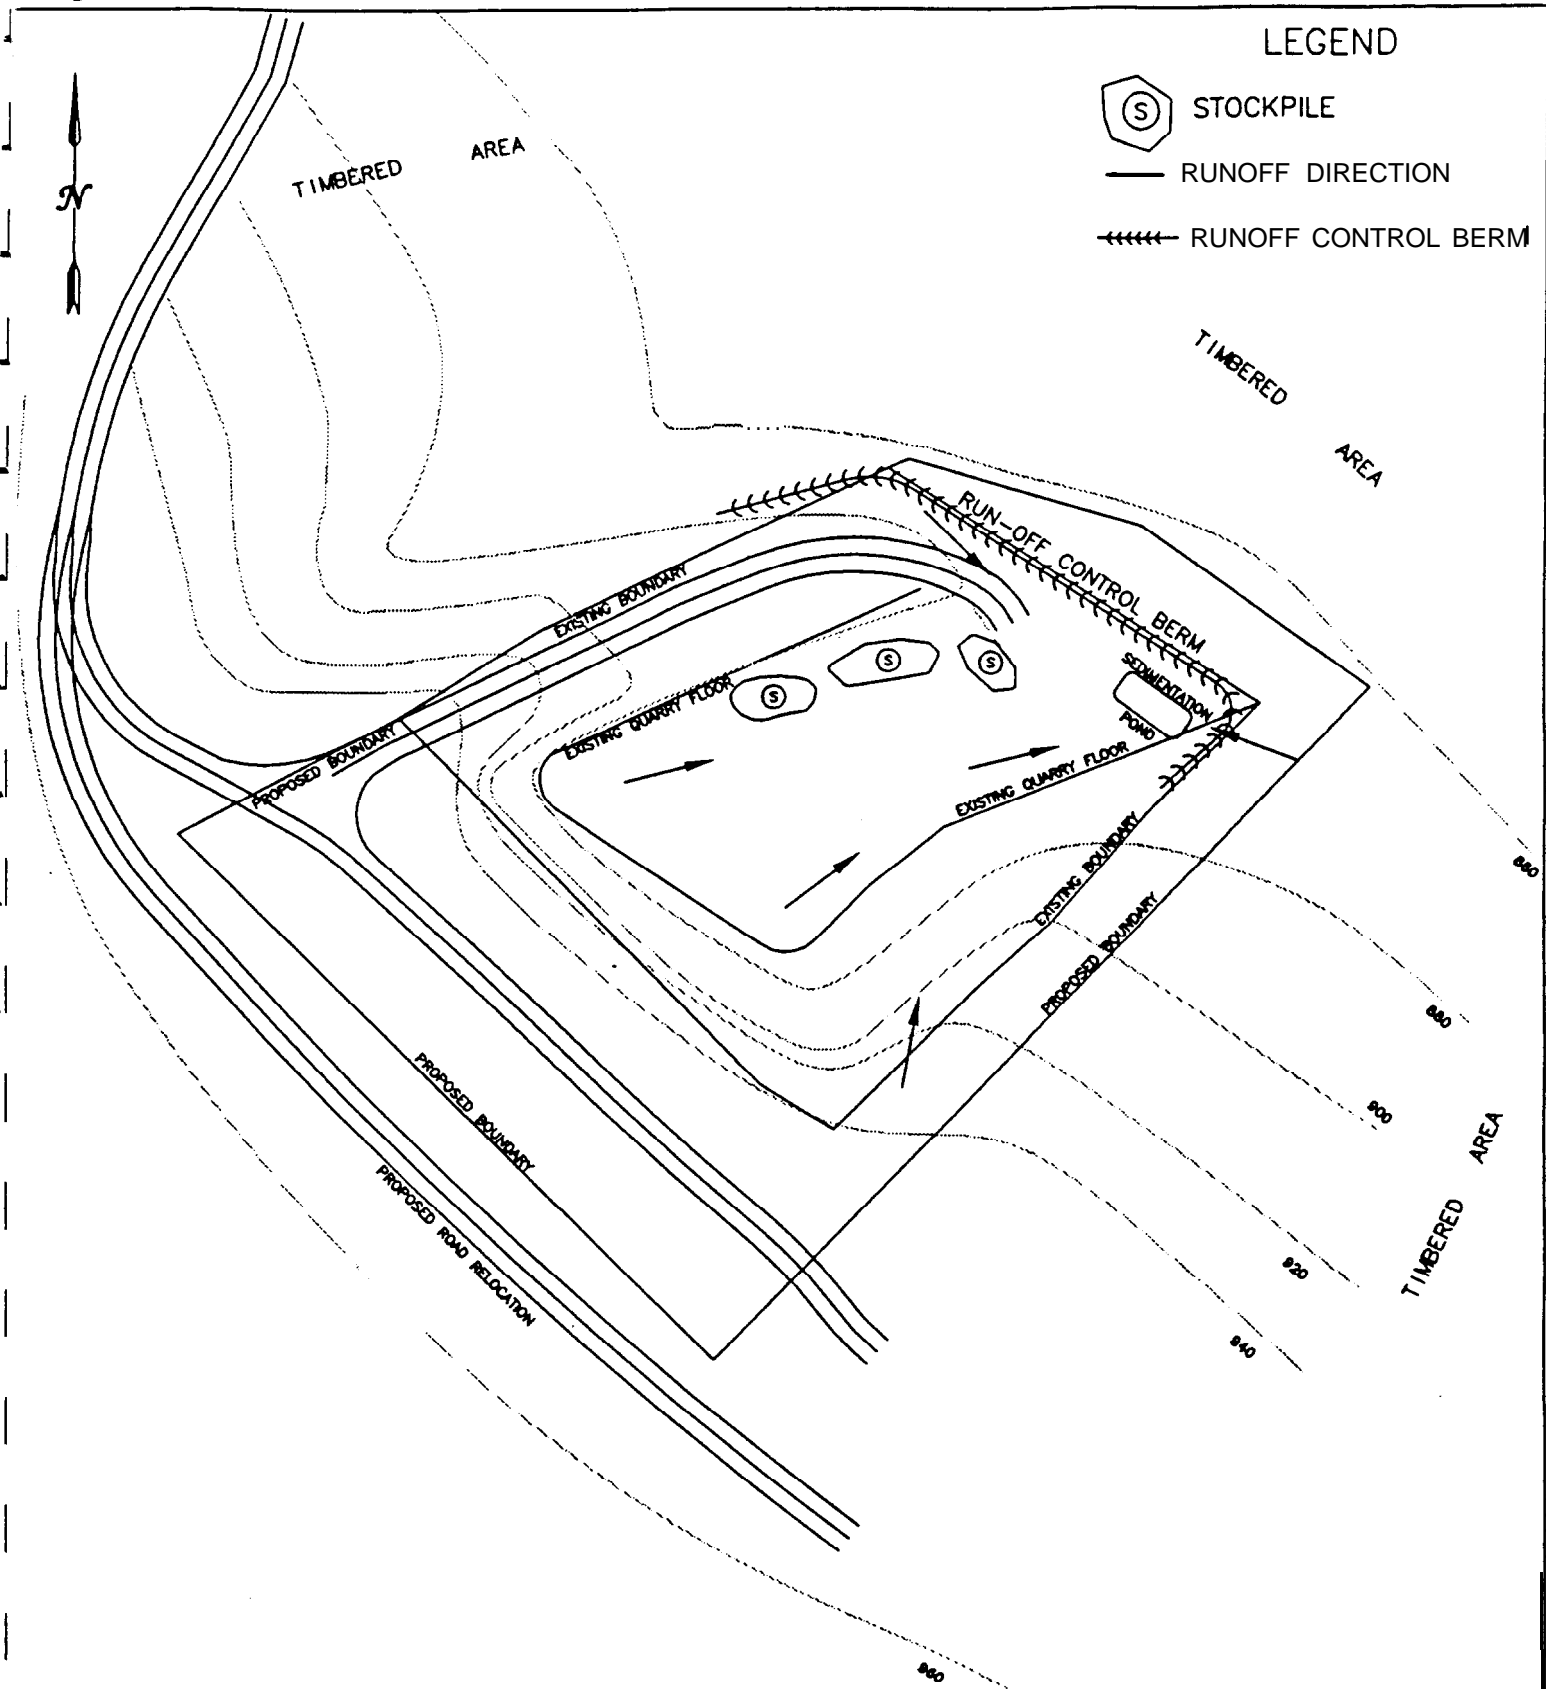 LEGEND
S STOCKPILE
RUNOFF DIRECTION
RUNOFF CONTROL BERM
N
TIMBERED AREA
TIMBERED AREA
RUN-OFF CONTROL BERM
EXISTING BOUNDARY
SEDIMENTATION
POND
S
S
S
EXISTING QUARRY FLOOR
PROPOSED BOUNDARY
EXISTING QUARRY FLOOR
EXISTING BOUNDARY
PROPOSED BOUNDARY
PROPOSED BOUNDARY
PROPOSED ROAD RELOCATION
880
900
920
940
960
TIMBERED AREA